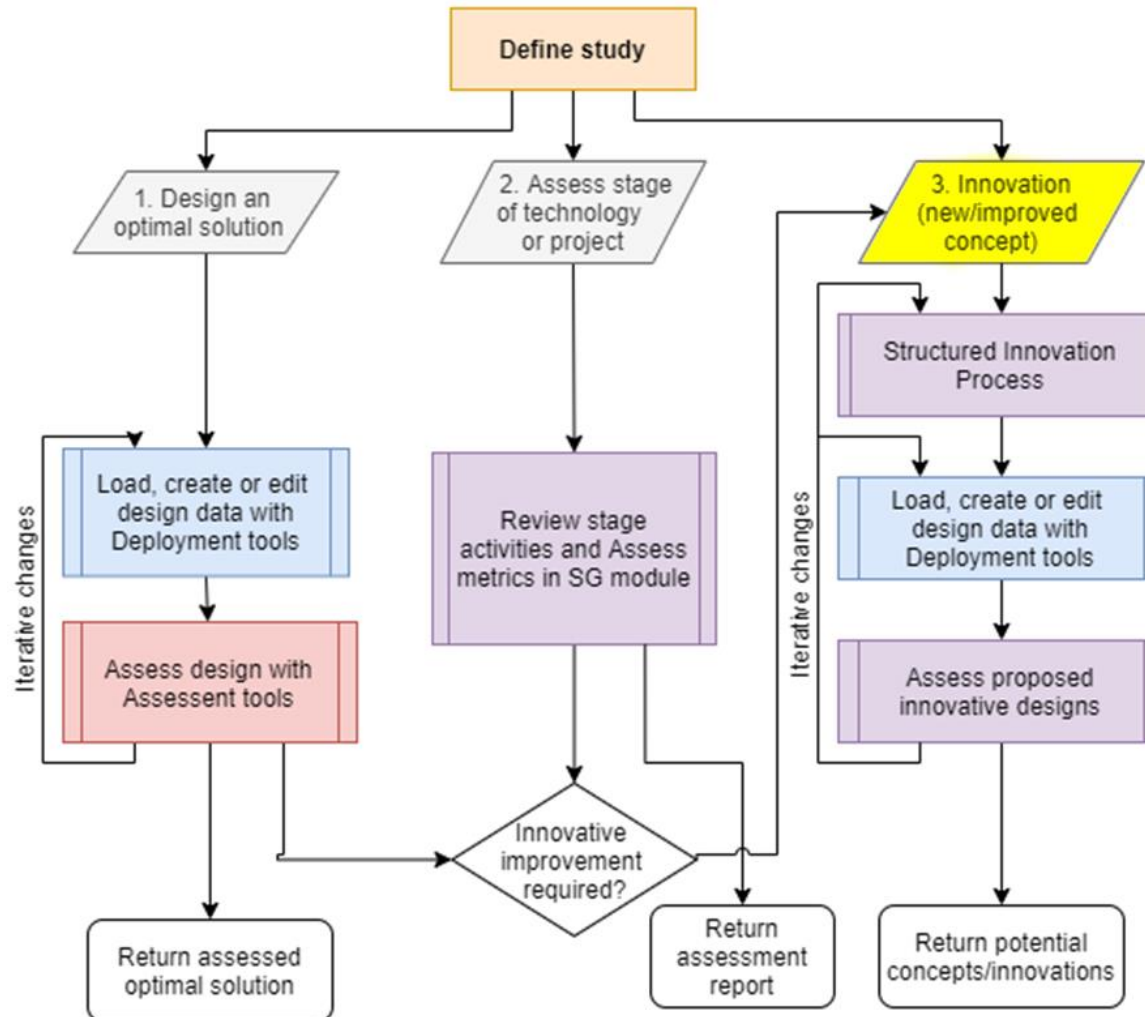 Define study
1. Design an
optimal solution
2. Assess stage
of technology
or project
3. Innovation
(new/improved
concept)
Structured Innovation
Process
Iterative changes
Load, create or edit
design data with
Deployment tools
Review stage
activities and Assess
metrics in SG module
Iterative changes
Load, create or edit
design data with
Deployment tools
Assess design with
Assessent tools
Assess proposed
innovative designs
Innovative
improvement
required?
Return assessed
optimal solution
Return
assessment
report
Return potential
concepts/innovations